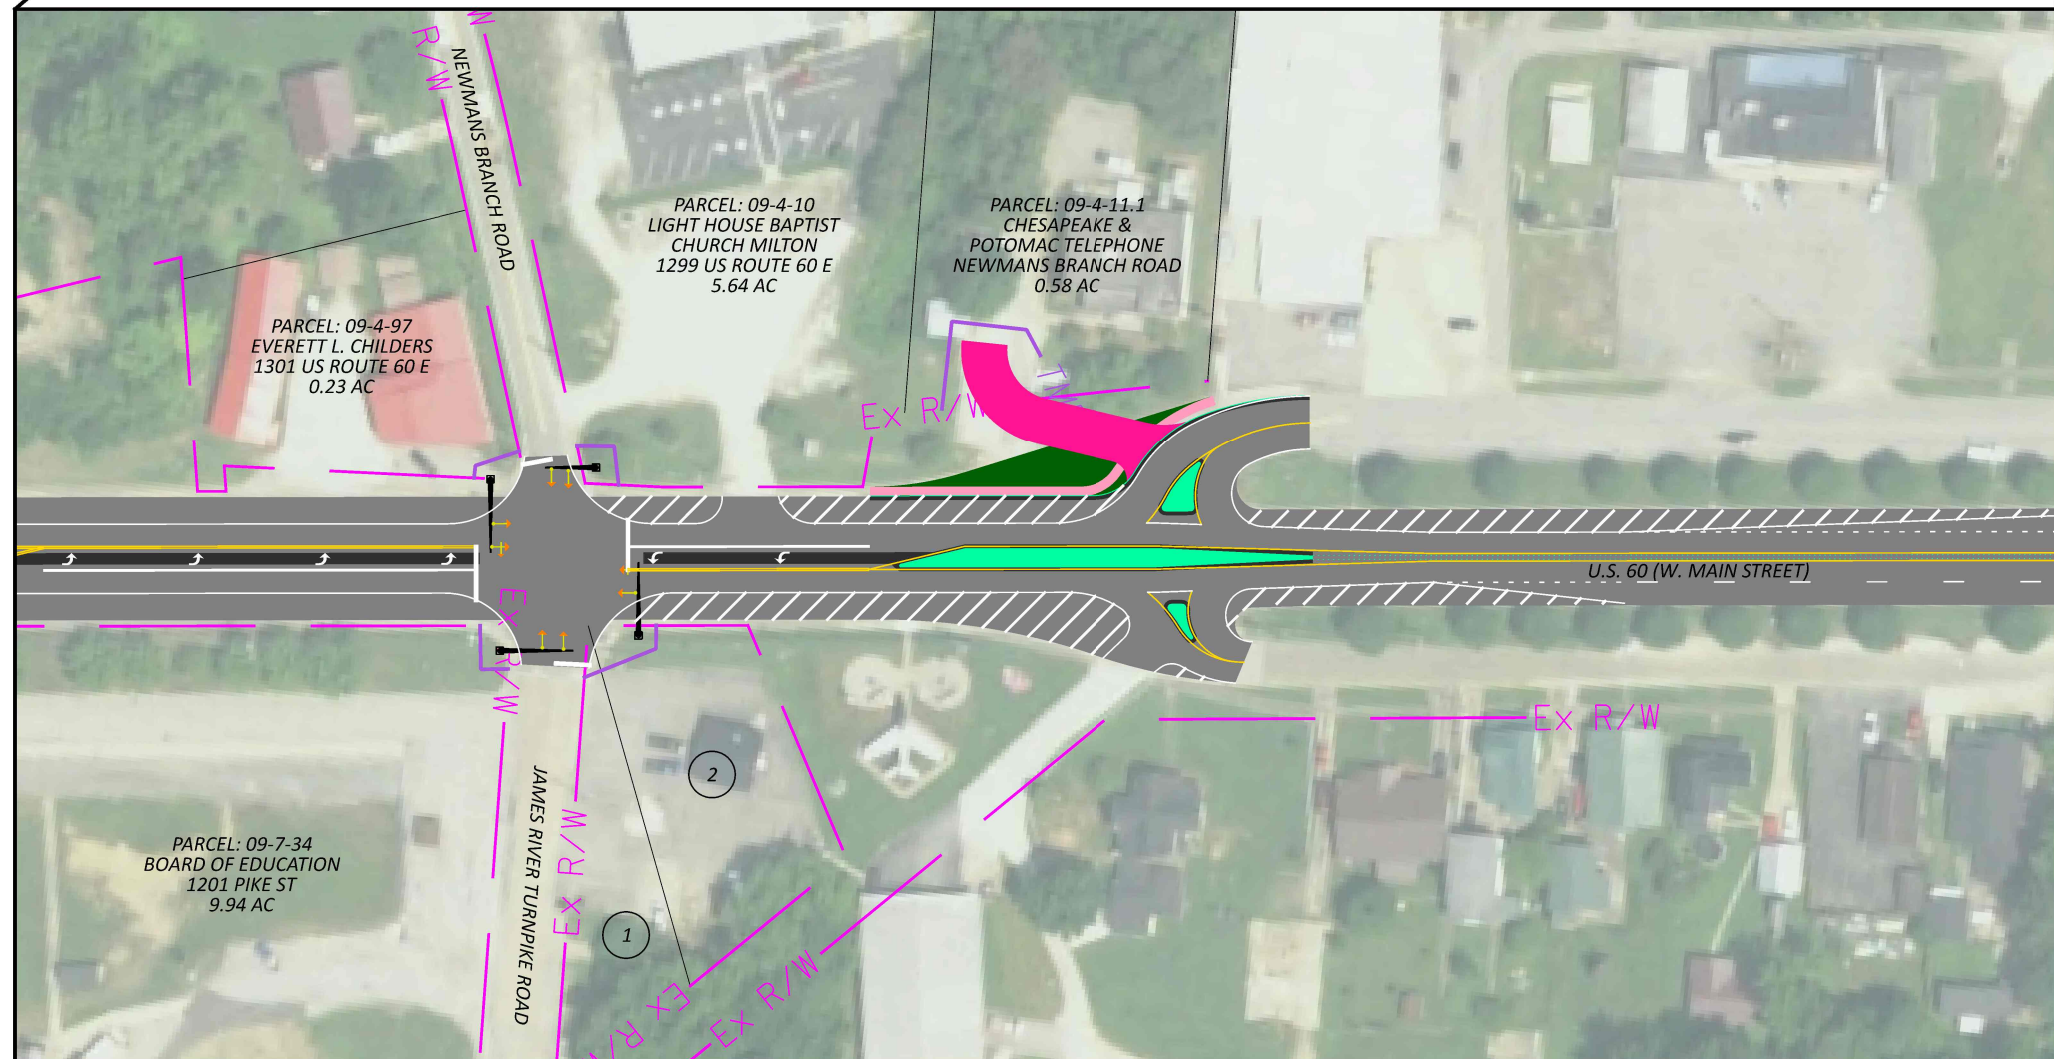 R/W
NEWMANS BRANCH ROAD
PARCEL: 09-4-10
LIGHT HOUSE BAPTIST
CHURCH MILTON
1299 US ROUTE 60 E
5.64 AC
PARCEL: 09-4-11.1
CHESAPEAKE &
POTOMAC TELEPHONE
NEWMANS BRANCH ROAD
0.58 AC
PARCEL: 09-4-97
EVERETT L. CHILDERS
1301 US ROUTE 60 E
0.23 AC
Ex R/W
U.S. 60 (W. MAIN STREET)
Ex R/W
Ex R/W
2
JAMES RIVER TURNPIKE ROAD
Ex R/W
PARCEL: 09-7-34
BOARD OF EDUCATION
1201 PIKE ST
9.94 AC
1
Ex R/W
Ex R/W